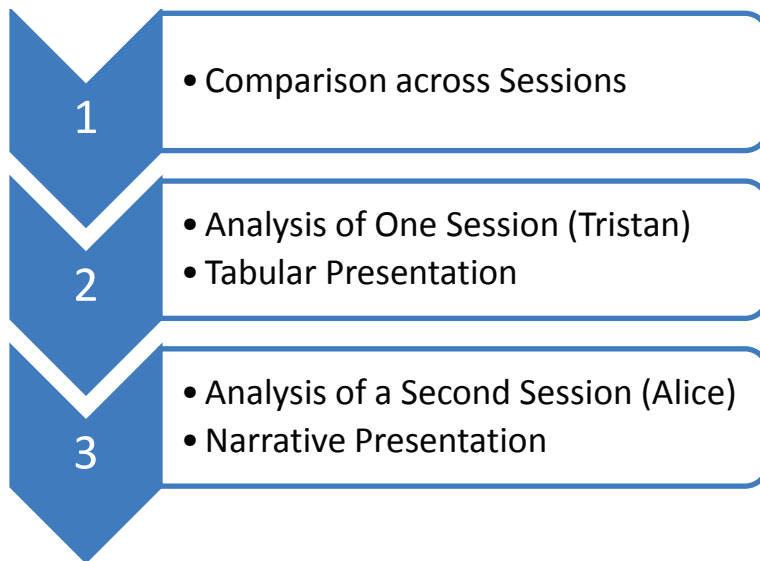 1
• Comparison across Sessions
2
• Analysis of One Session (Tristan)
• Tabular Presentation
3
• Analysis of a Second Session (Alice)
• Narrative Presentation